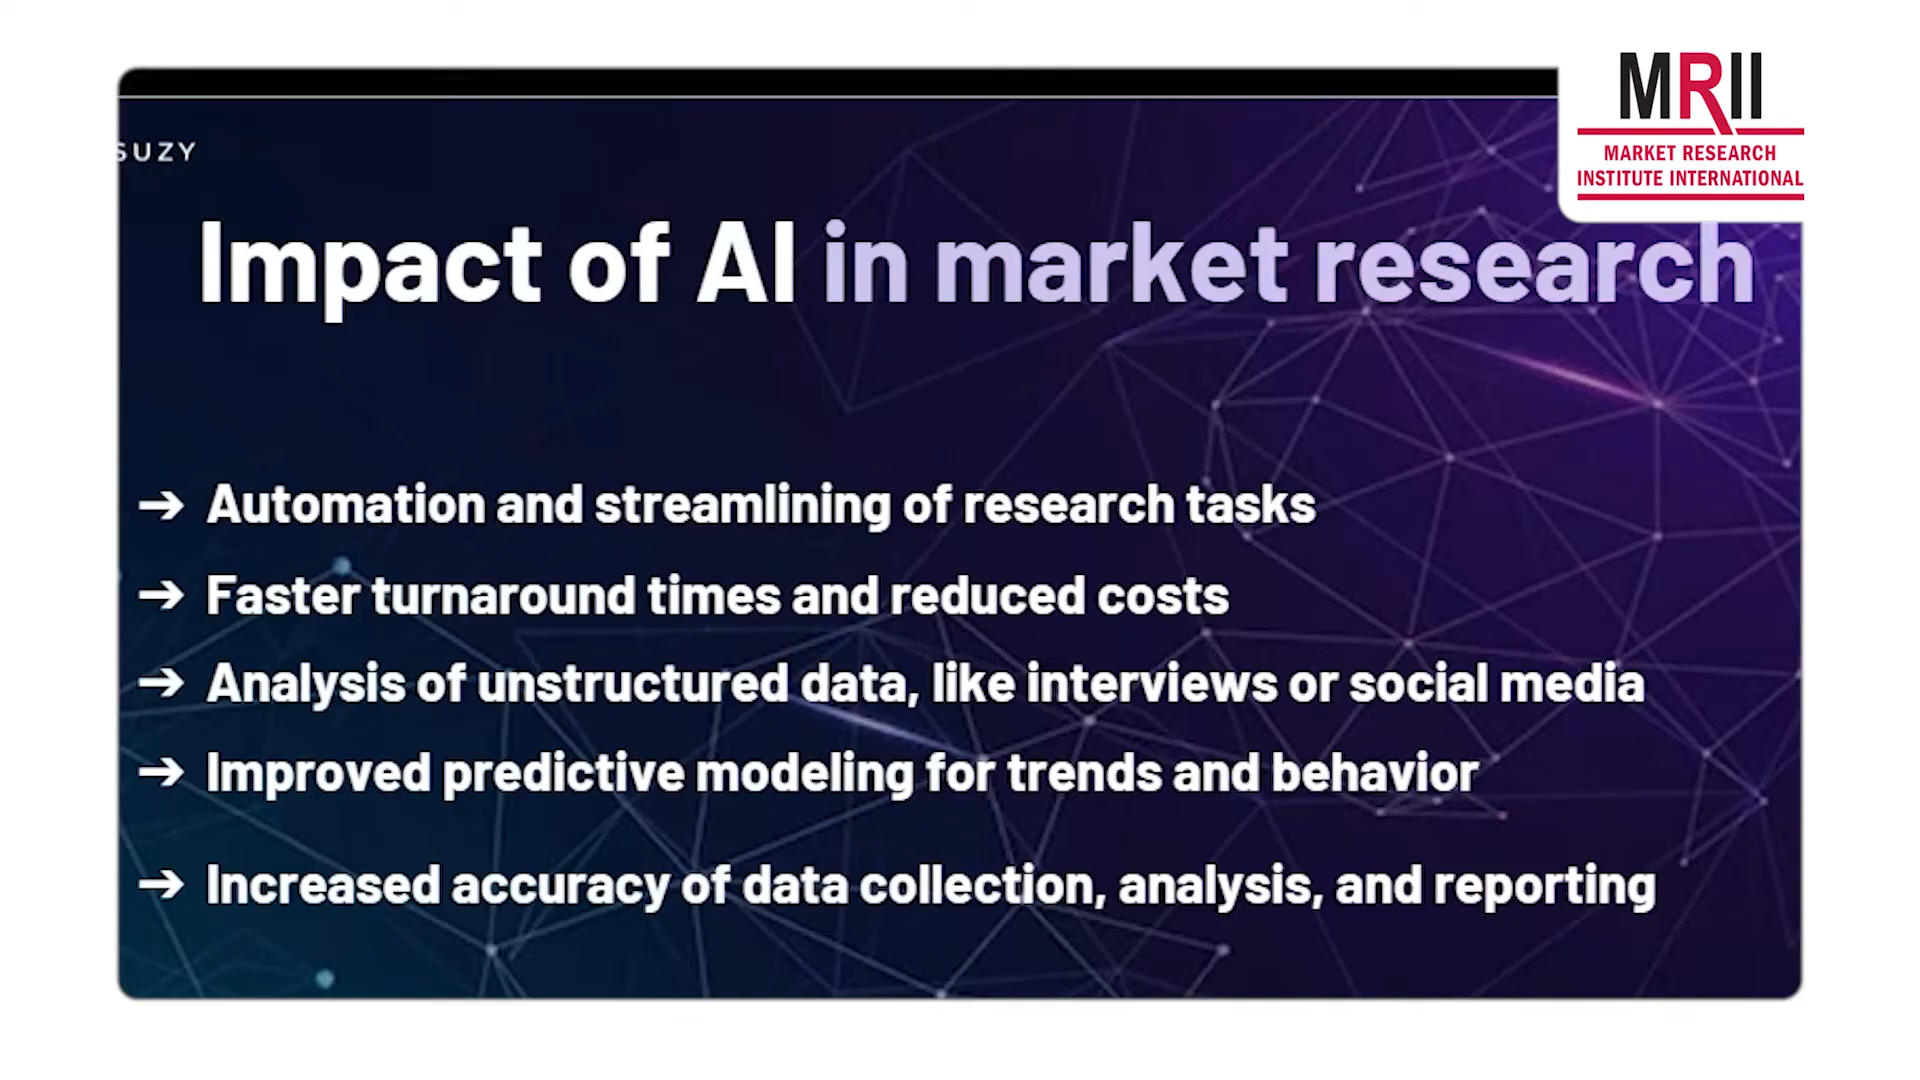 MRII
MARKET RESEARCH
INSTITUTE INTERNATIONAL
SUZY
Impact of AI in market research
→ Automation and streamlining of research tasks
→ Faster turnaround times and reduced costs
→ Analysis of unstructured data, like interviews or social media
→ Improved predictive modeling for trends and behavior
→ Increased accuracy of data collection, analysis, and reporting